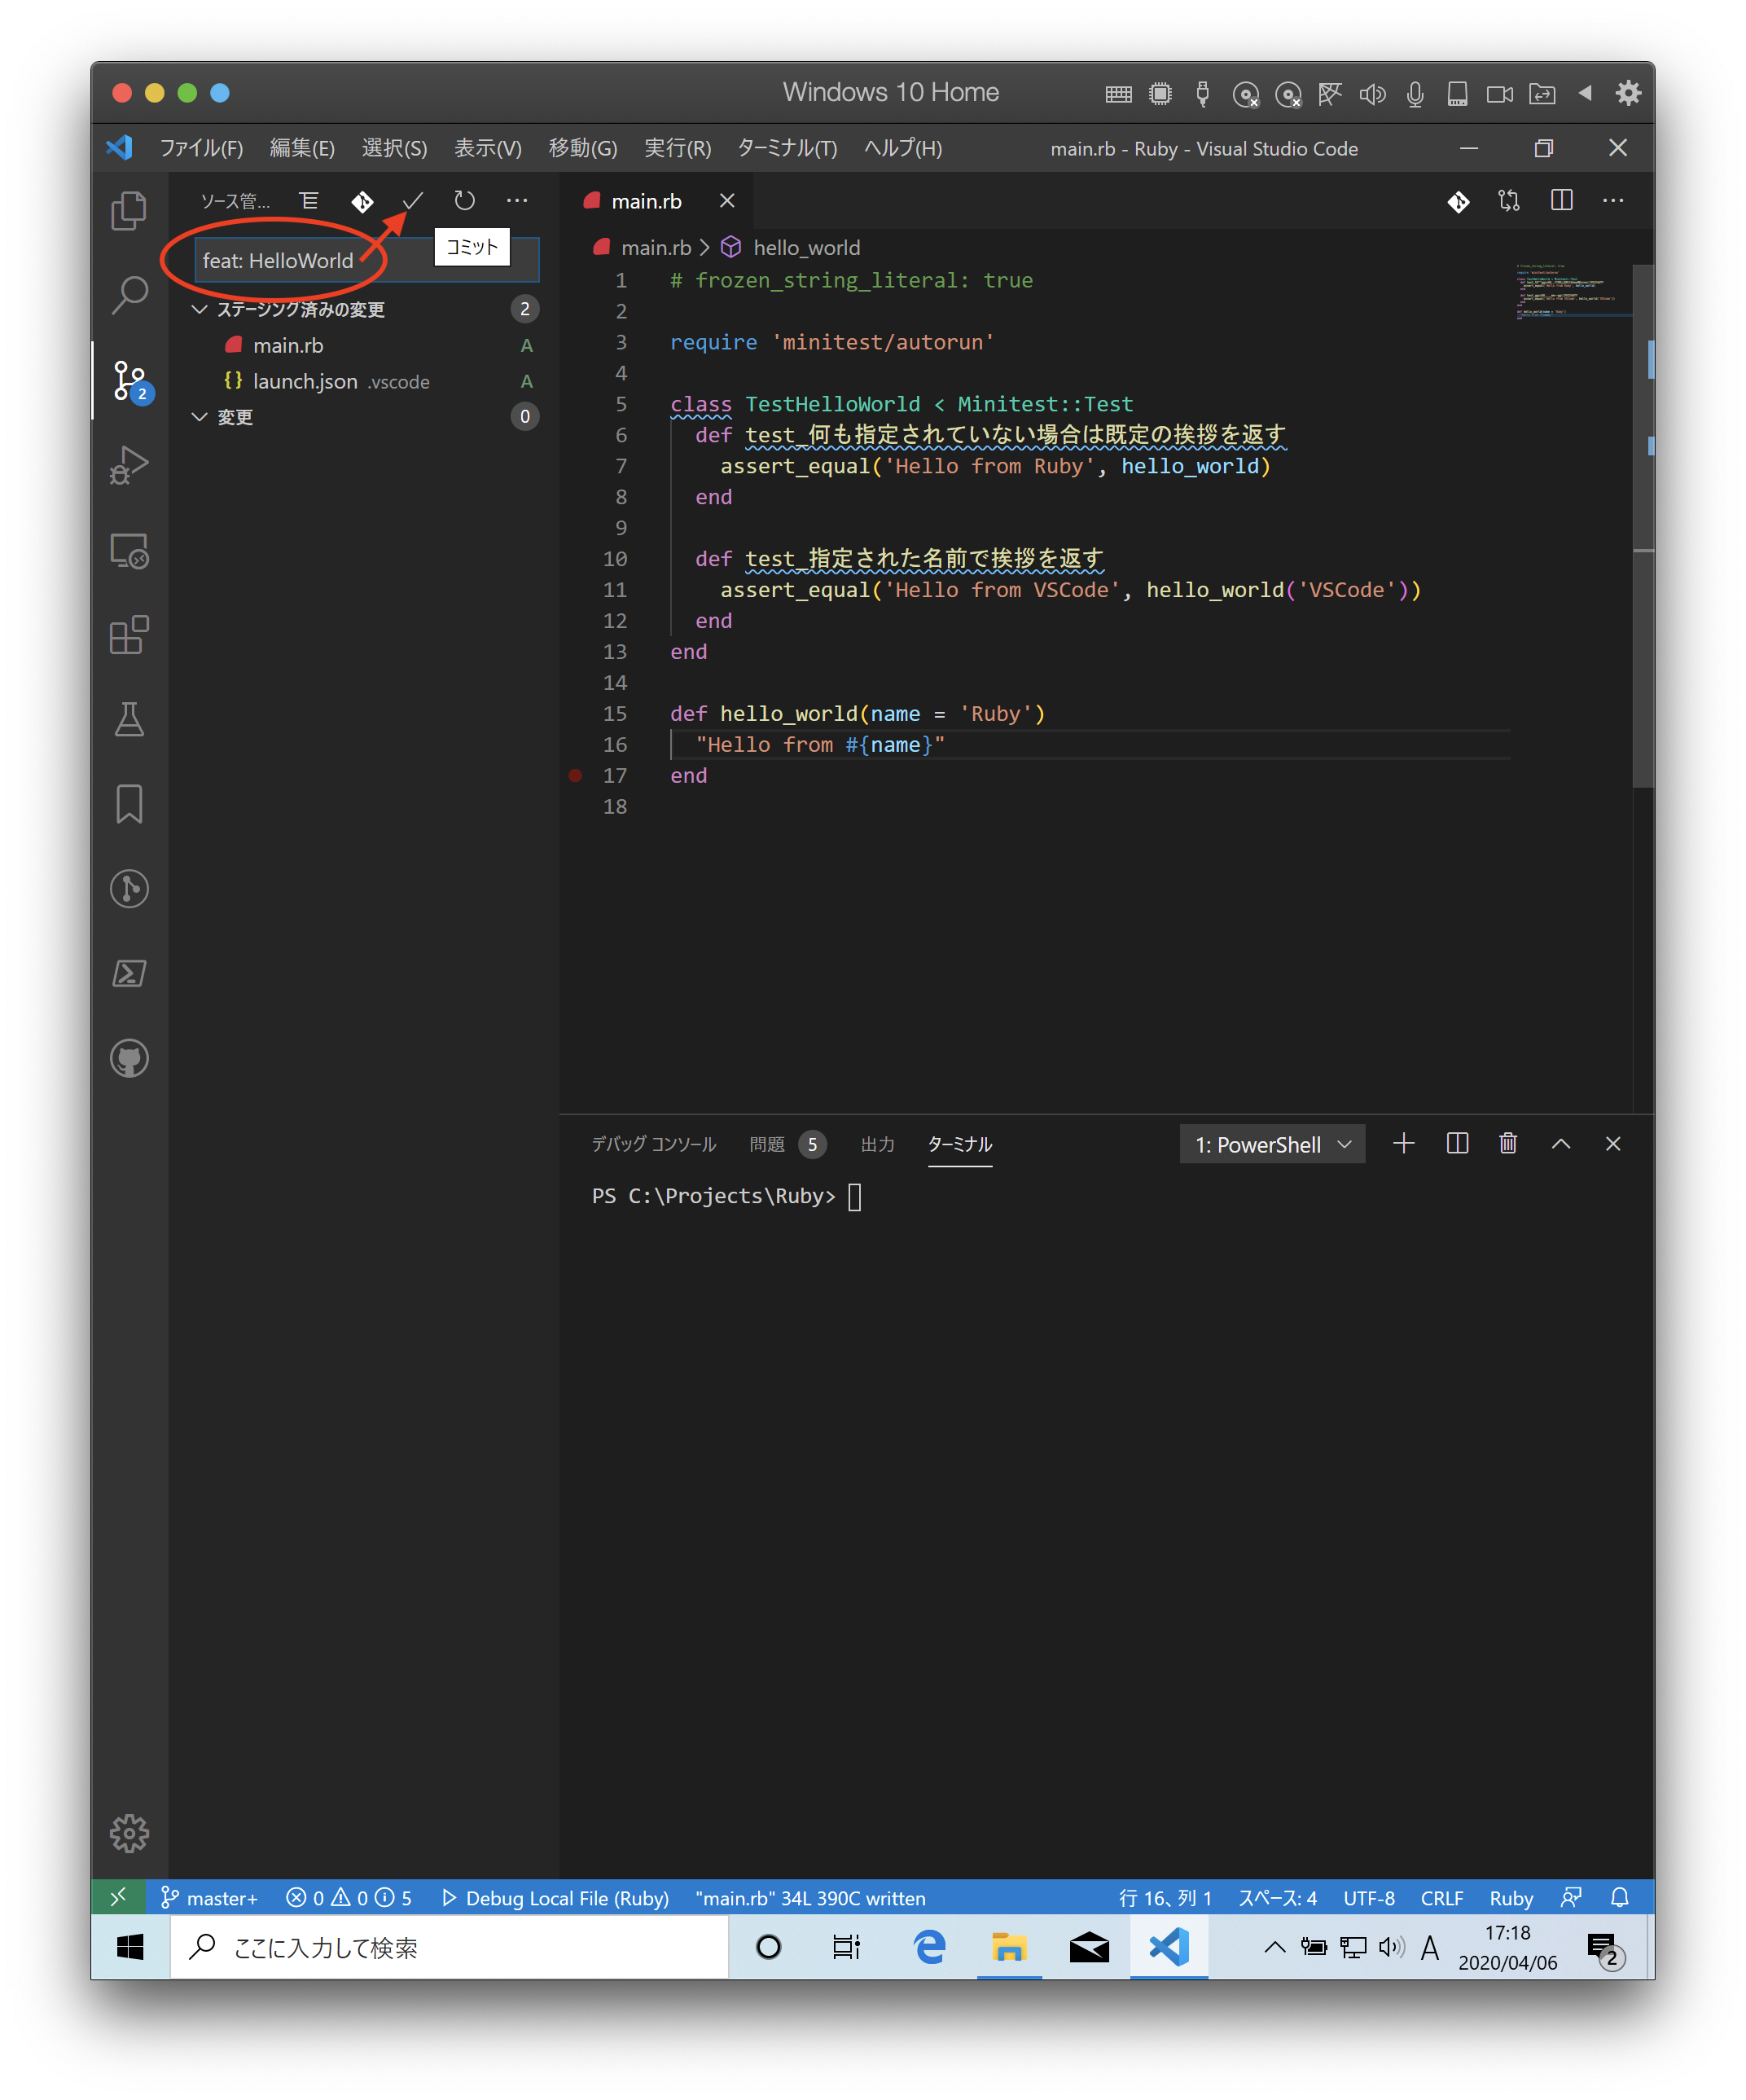 Windows 10 Home
ファイル(F) 編集(E) 選択(S) 表示(V) 移動(G) 実行(R) ターミナル(T) ヘルプ(H) main.rb - Ruby - Visual Studio Code
ソース管...
コミット
feat: HelloWorld
ステージング済みの変更 2
main.rb A
launch.json .vscode A
変更 0
2
main.rb
main.rb > hello_world
1 # frozen_string_literal: true
2
3 require 'minitest/autorun'
4
5 class TestHelloWorld < Minitest::Test
6 def test_何も指定されていない場合は既定の挨拶を返す
7 assert_equal('Hello from Ruby', hello_world)
8 end
9
10 def test_指定された名前で挨拶を返す
11 assert_equal('Hello from VSCode', hello_world('VSCode'))
12 end
13 end
14
15 def hello_world(name = 'Ruby')
16 "Hello from #{name}"
17 end
18
デバッグ コンソール 問題 5 出力 ターミナル 1: PowerShell
PS C:\Projects\Ruby>
master+ 0 0 5 Debug Local File (Ruby) "main.rb" 34L 390C written 行 16、列 1 スペース: 4 UTF-8 CRLF Ruby
ここに入力して検索
A
17:18
2020/04/06
2